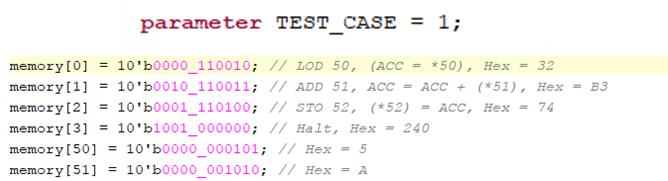 parameter TEST_CASE = 1;
memory[0] = 10'b0000_110010; // LOD 50, (ACC = *50), Hex = 32
memory[1] = 10'b0010_110011; // ADD 51, ACC = ACC + (*51), Hex = B3
memory[2] = 10'b0001_110100; // STO 52, (*52) = ACC, Hex = 74
memory[3] = 10'b1001_000000; // Halt, Hex = 240
memory[50] = 10'b0000_000101; // Hex = 5
memory[51] = 10'b0000_001010; // Hex = A